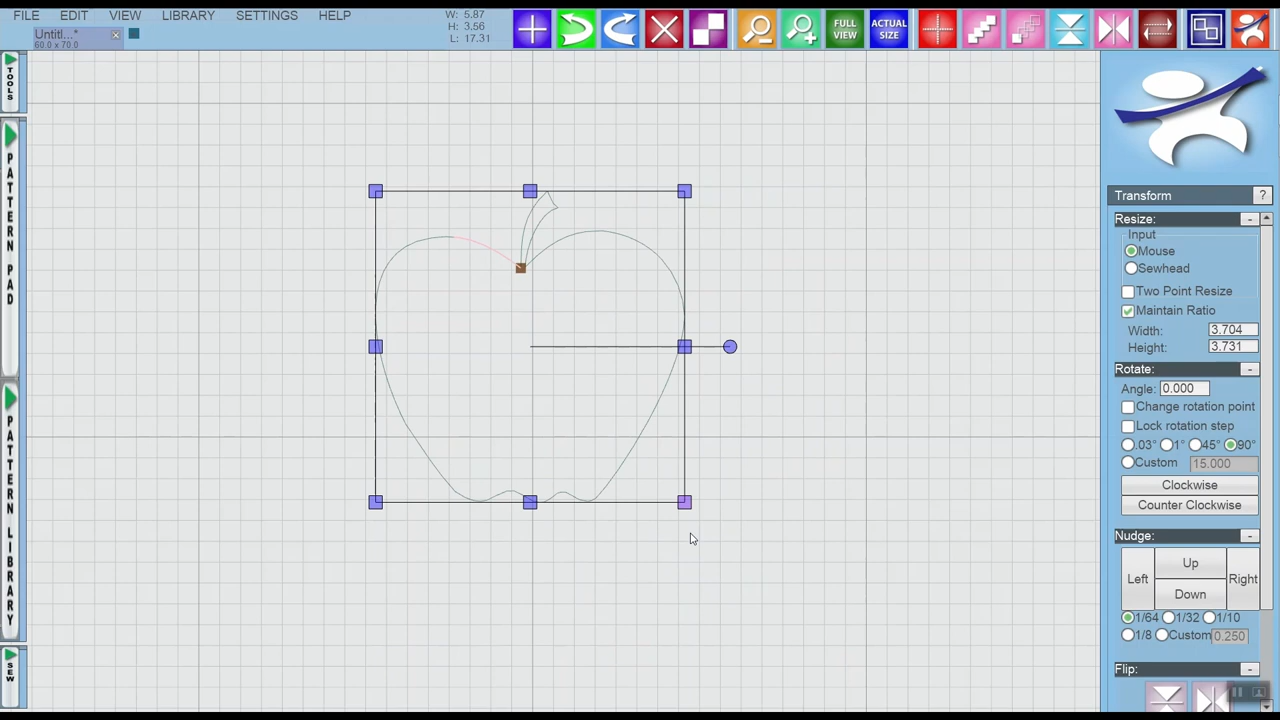 FILE EDIT VIEW LIBRARY SETTINGS HELP
W: 5.87
H: 3.56
L: 17.31
Untitl...* x
60.0 x 70.0
FULL VIEW
ACTUAL SIZE
TOOLS
PATTERN PAD
PATTERN LIBRARY
SEW
Transform ?
Resize: -
Input
Mouse
Sewhead
Two Point Resize
Maintain Ratio
Width: 3.704
Height: 3.731
Rotate: -
Angle: 0.000
Change rotation point
Lock rotation step
.03° 1° 45° 90°
Custom 15.000
Clockwise
Counter Clockwise
Nudge: -
Left Up Right
Down
1/64 1/32 1/10
1/8 Custom 0.250
Flip: -